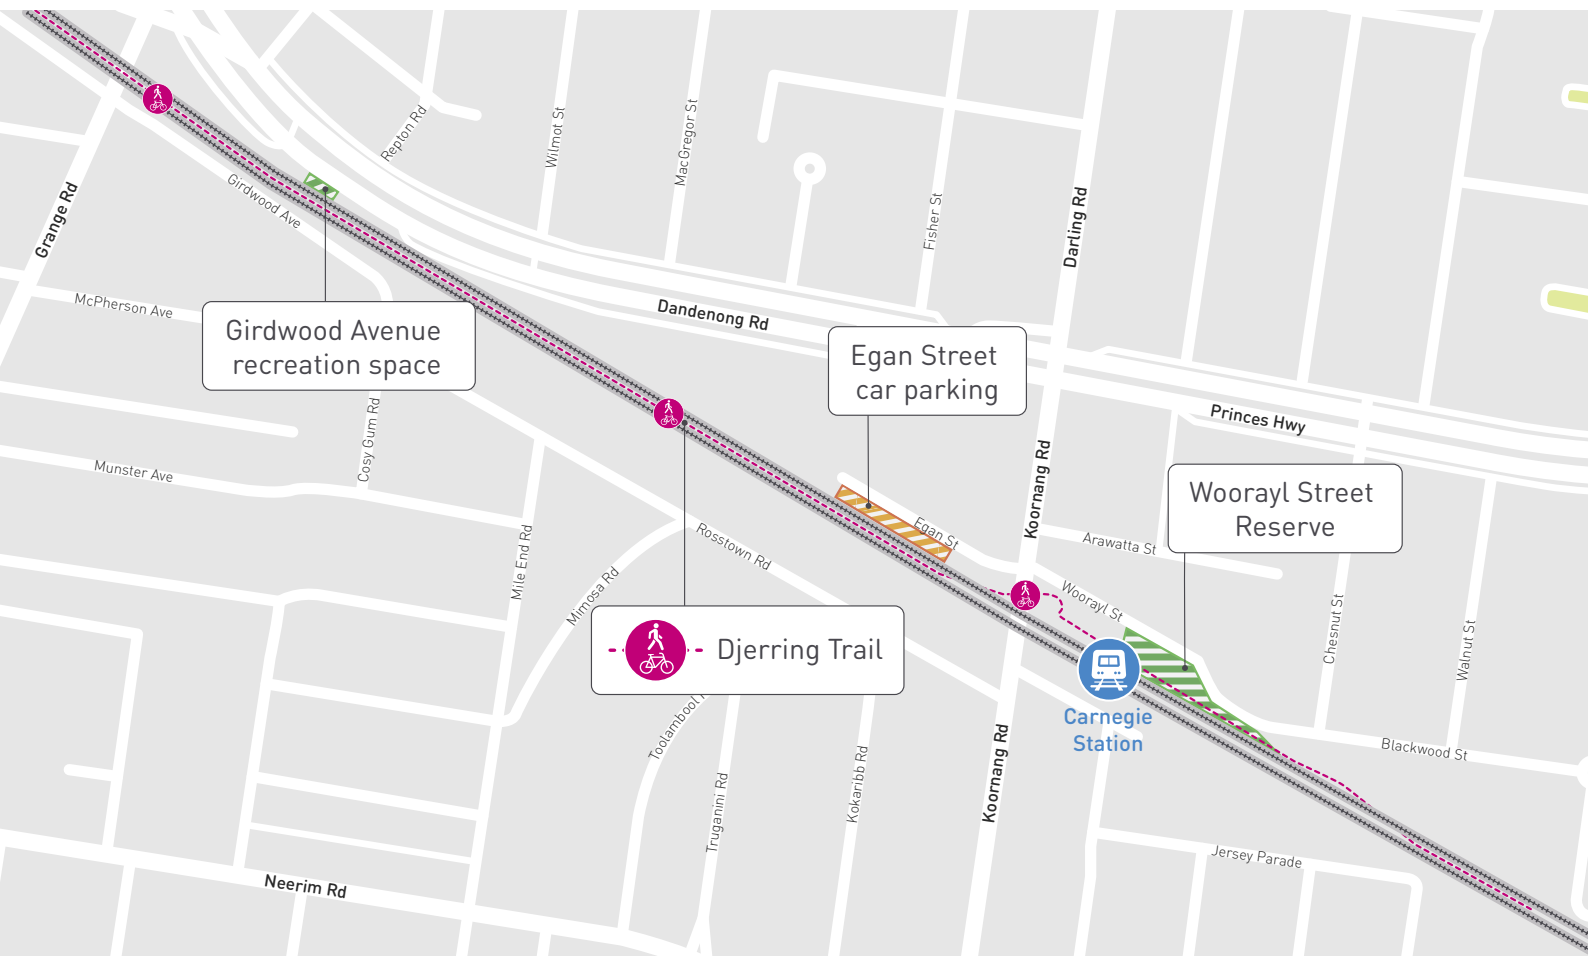 Repton Rd
Wilmot St
MacGregor St
Fisher St
Darling Rd
Grange Rd
Girdwood Ave
McPherson Ave
Girdwood Avenue
recreation space
Dandenong Rd
Egan Street
car parking
Princes Hwy
Cosy Gum Rd
Munster Ave
Koornang Rd
Woorayl Street
Reserve
Egan St
Arawatta St
Mile End Rd
Rosstown Rd
Mimosa Rd
Woorayl St
Chesnut St
Walnut St
Djerring Trail
Toolambool
Carnegie
Station
Blackwood St
Koornang Rd
Kokaribb Rd
Truganini Rd
Jersey Parade
Neerim Rd